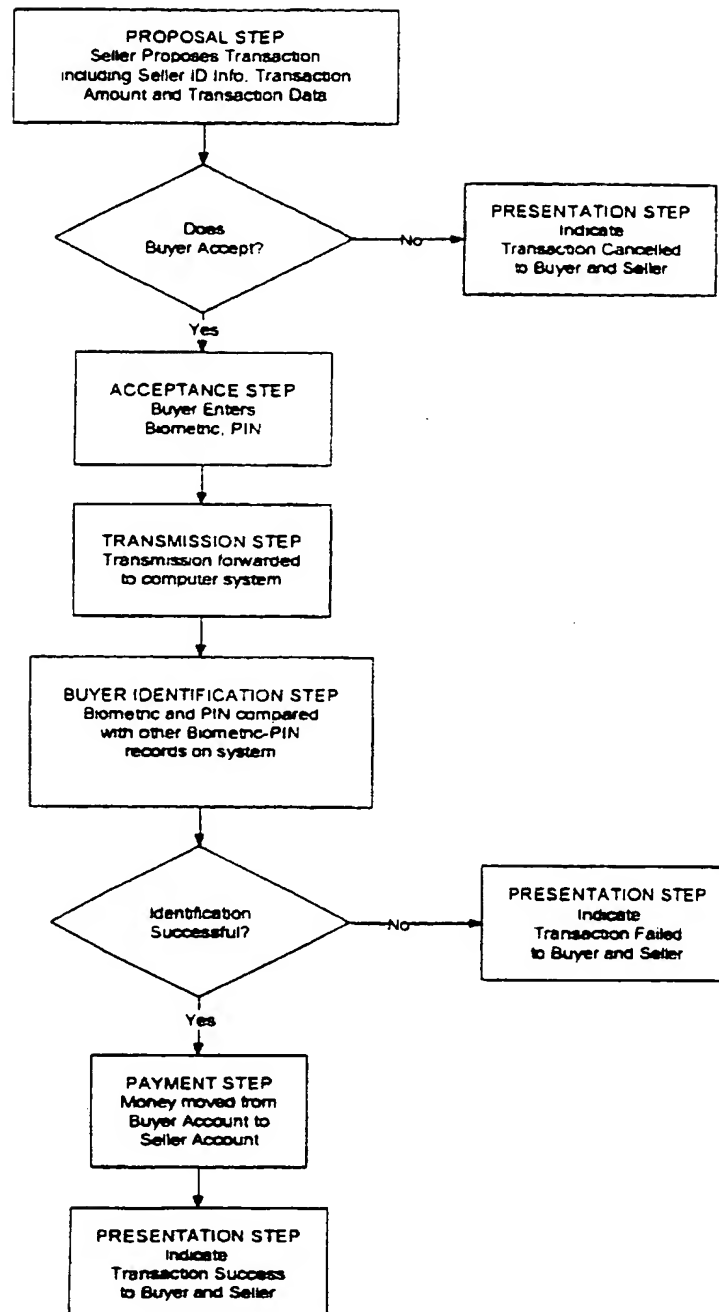 PROPOSAL STEP
Seller Proposes Transaction
including Seller ID Info, Transaction
Amount and Transaction Data
Does
Buyer Accept?
No
PRESENTATION STEP
Indicate
Transaction Cancelled
to Buyer and Seller
Yes
ACCEPTANCE STEP
Buyer Enters
Biometric, PIN
TRANSMISSION STEP
Transmission forwarded
to computer system
BUYER IDENTIFICATION STEP
Biometric and PIN compared
with other Biometric-PIN
records on system
Identification
Successful?
No
PRESENTATION STEP
Indicate
Transaction Failed
to Buyer and Seller
Yes
PAYMENT STEP
Money moved from
Buyer Account to
Seller Account
PRESENTATION STEP
Indicate
Transaction Success
to Buyer and Seller